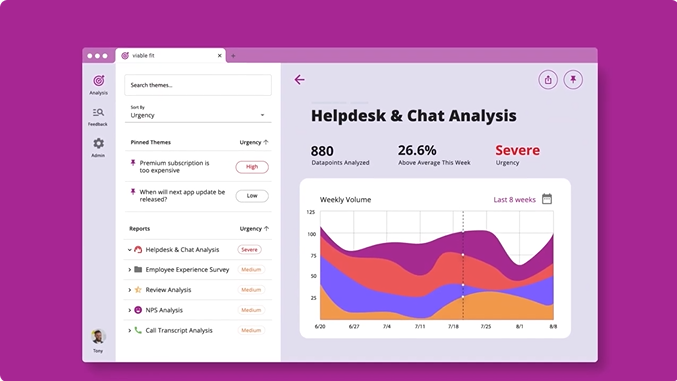 viable fit
Analysis
Feedback
Admin
Tony
Search themes...
Sort By
Urgency
Pinned Themes Urgency
Premium subscription is
too expensive
High
When will next app update be
released?
Low
Reports Urgency
Helpdesk & Chat Analysis Severe
Employee Experience Survey Medium
Review Analysis Medium
NPS Analysis Medium
Call Transcript Analysis Medium
Helpdesk & Chat Analysis
880 26.6% Severe
Datapoints Analyzed Above Average This Week Urgency
Weekly Volume Last 8 weeks
125
100
75
50
25
6/20 6/27 7/4 7/11 7/18 7/25 8/1 8/8